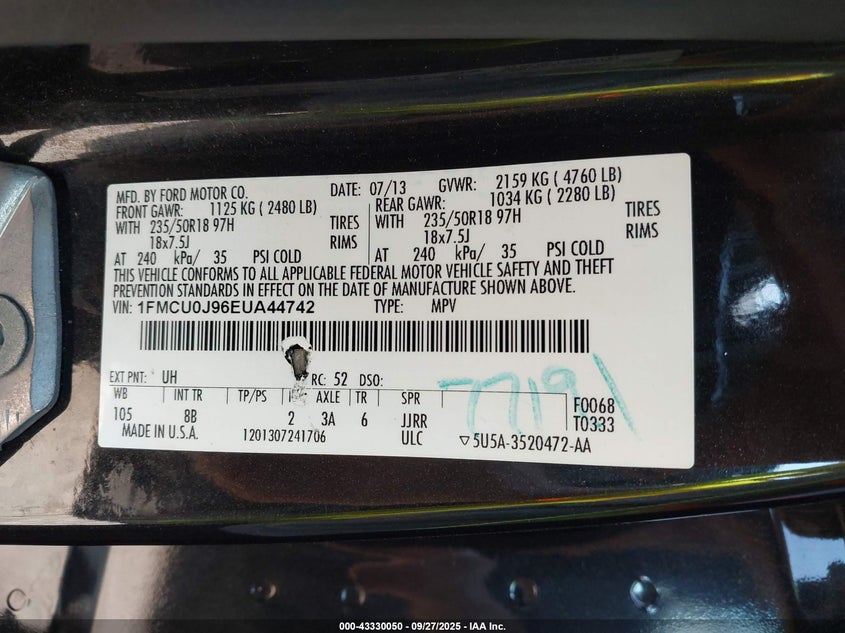 MFD. BY FORD MOTOR CO. DATE: 07/13 GVWR: 2159 KG ( 4760 LB)
FRONT GAWR: 1125 KG ( 2480 LB) REAR GAWR: 1034 KG ( 2280 LB)
WITH 235/50R18 97H TIRES WITH 235/50R18 97H TIRES
18x7.5J RIMS 18x7.5J RIMS
AT 240 kPa/ 35 PSI COLD AT 240 kPa/ 35 PSI COLD
THIS VEHICLE CONFORMS TO ALL APPLICABLE FEDERAL MOTOR VEHICLE SAFETY AND THEFT
PREVENTION STANDARDS IN EFFECT ON THE DATE OF MANUFACTURE SHOWN ABOVE.
VIN: 1FMCU0J96EUA44742 TYPE: MPV
EXT PNT: UH RC: 52 DSO:
WB INT TR TP/PS AXLE TR SPR F0068
105 8B 2 3A 6 JJRR T0333
MADE IN U.S.A. 1201307241706 ULC ▽5U5A-3520472-AA
77191
000-43330050 - 09/27/2025 - IAA Inc.